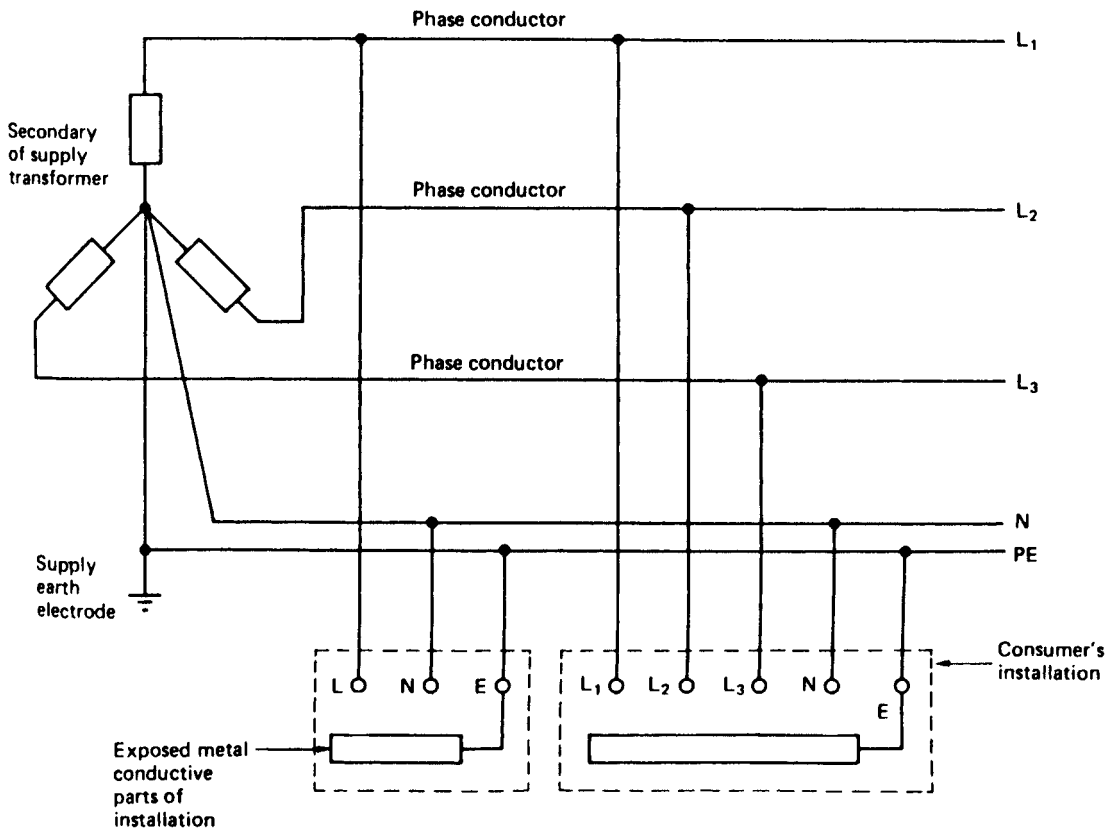 Phase conductor
L₁
Secondary
of supply
transformer
Phase conductor
L₂
Phase conductor
L₃
N
PE
Supply
earth
electrode
Consumer's
installation
L N E
L₁ L₂ L₃ N E
Exposed metal
conductive
parts of
installation